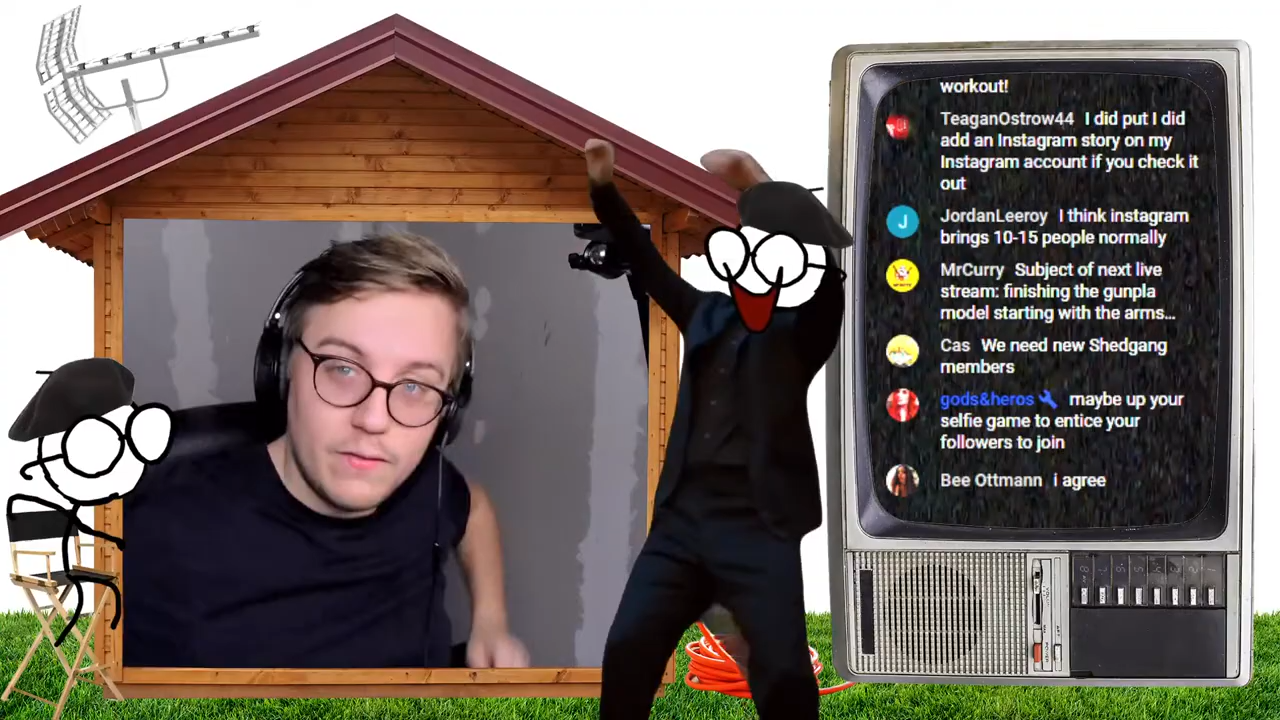 workout!
TeaganOstrow44 I did put I did
add an Instagram story on my
Instagram account if you check it
out
J
JordanLeeroy I think instagram
brings 10-15 people normally
MrCurry Subject of next live
stream: finishing the gunpla
model starting with the arms...
Cas We need new Shedgang
members
gods&heros maybe up your
selfie game to entice your
followers to join
Bee Ottmann i agree